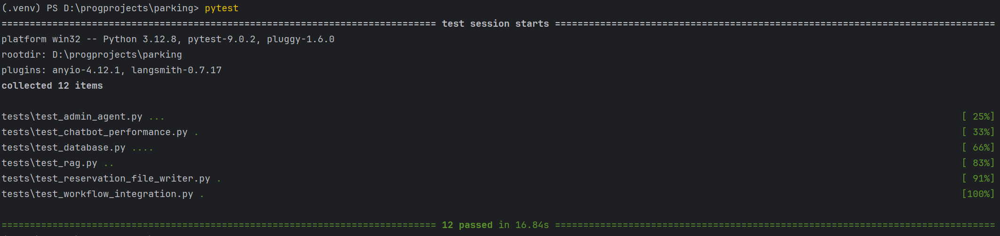 (.venv) PS D:\progprojects\parking> pytest
============================================================================= test session starts ==============================================================================
platform win32 -- Python 3.12.8, pytest-9.0.2, pluggy-1.6.0
rootdir: D:\progprojects\parking
plugins: anyio-4.12.1, langsmith-0.7.17
collected 12 items
tests\test_admin_agent.py ... [ 25%]
tests\test_chatbot_performance.py . [ 33%]
tests\test_database.py .... [ 66%]
tests\test_rag.py .. [ 83%]
tests\test_reservation_file_writer.py . [ 91%]
tests\test_workflow_integration.py . [100%]
============================================================================= 12 passed in 16.84s ==============================================================================